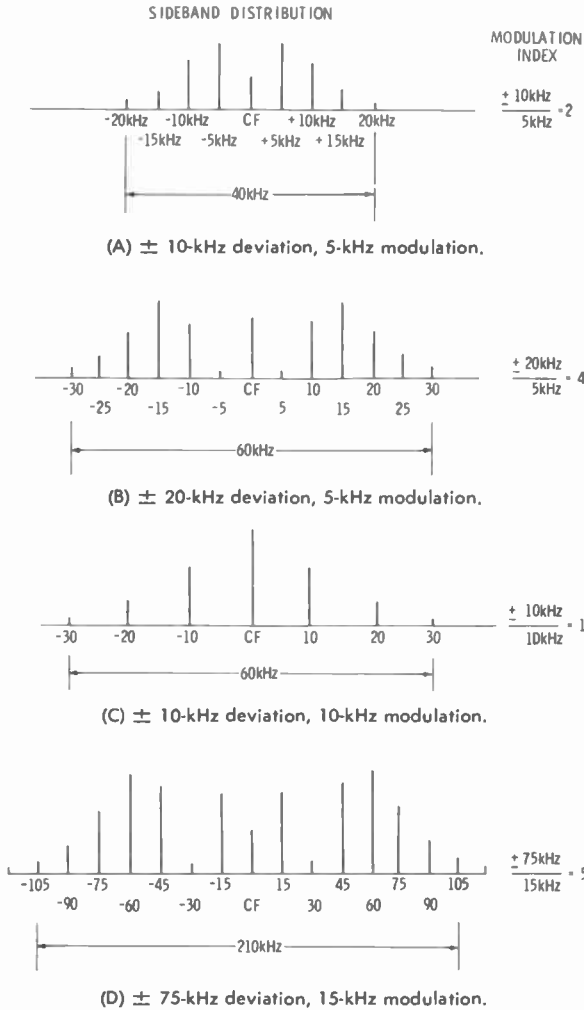 SIDEBAND DISTRIBUTION
MODULATION
INDEX
-20kHz -10kHz CF +10kHz 20kHz
-15kHz -5kHz +5kHz +15kHz
40kHz
± 10kHz
5kHz = 2
(A) ± 10-kHz deviation, 5-kHz modulation.
-30 -20 -10 CF 10 20 30
-25 -15 -5 5 15 25
60kHz
± 20kHz
5kHz = 4
(B) ± 20-kHz deviation, 5-kHz modulation.
-30 -20 -10 CF 10 20 30
60kHz
± 10kHz
10kHz = 1
(C) ± 10-kHz deviation, 10-kHz modulation.
-105 -75 -45 -15 15 45 75 105
-90 -60 -30 CF 30 60 90
210kHz
± 75kHz
15kHz = 5
(D) ± 75-kHz deviation, 15-kHz modulation.